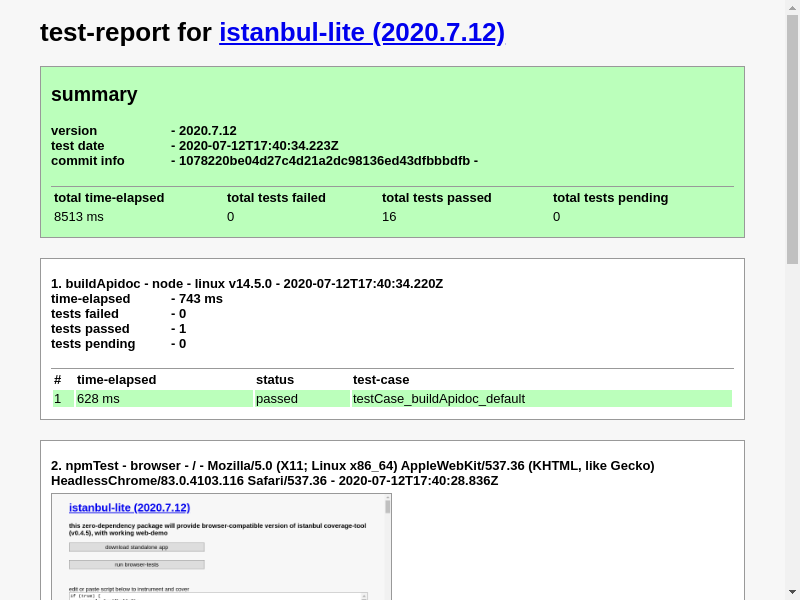 test-report for istanbul-lite (2020.7.12)
summary
version - 2020.7.12
test date - 2020-07-12T17:40:34.223Z
commit info - 1078220be04d27c4d21a2dc98136ed43dfbbbdfb -
total time-elapsed total tests failed total tests passed total tests pending
8513 ms 0 16 0
1. buildApidoc - node - linux v14.5.0 - 2020-07-12T17:40:34.220Z
time-elapsed - 743 ms
tests failed - 0
tests passed - 1
tests pending - 0
# time-elapsed status test-case
1 628 ms passed testCase_buildApidoc_default
2. npmTest - browser - / - Mozilla/5.0 (X11; Linux x86_64) AppleWebKit/537.36 (KHTML, like Gecko)
HeadlessChrome/83.0.4103.116 Safari/537.36 - 2020-07-12T17:40:28.836Z
istanbul-lite (2020.7.12)
this zero-dependency package will provide browser-compatible version of istanbul coverage-tool
(v0.4.5), with working web-demo
download standalone app
run browser-tests
edit or paste script below to instrument and cover
if (true) {